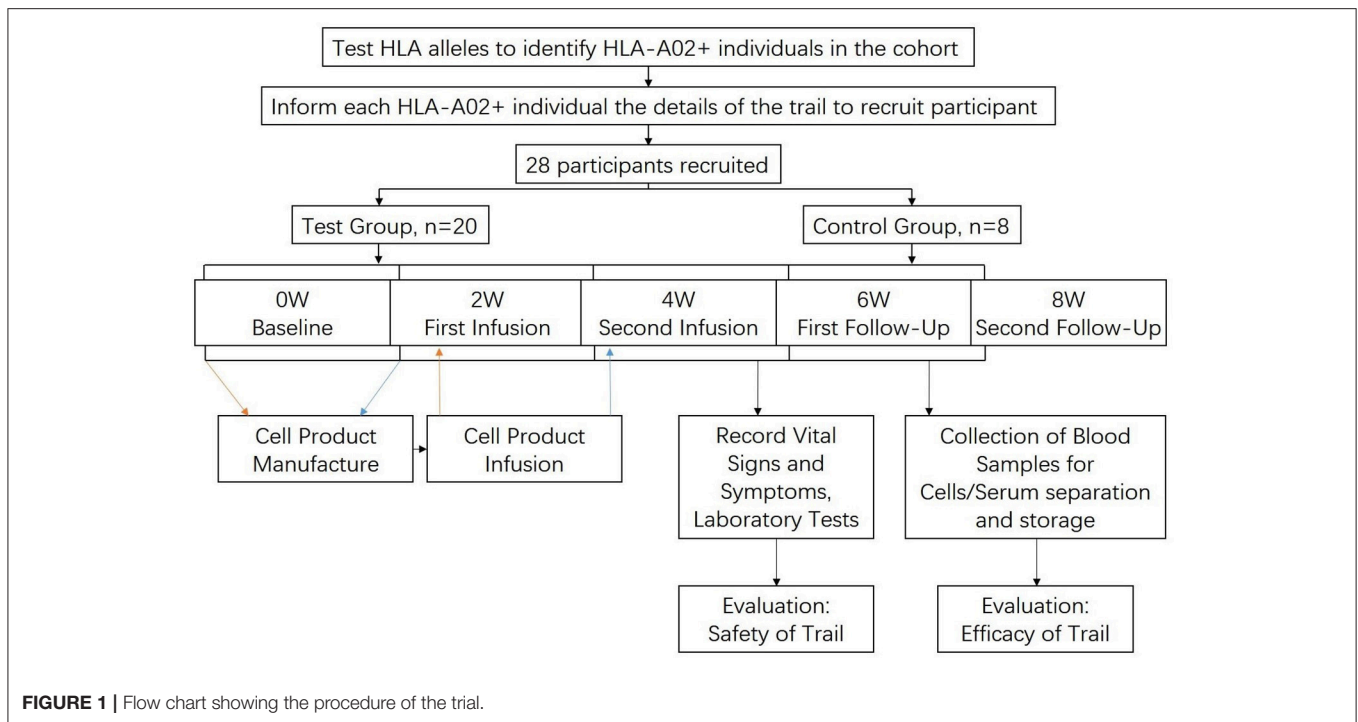 Test HLA alleles to identify HLA-A02+ individuals in the cohort
Inform each HLA-A02+ individual the details of the trail to recruit participant
28 participants recruited
Test Group, n=20
Control Group, n=8
0W
Baseline
2W
First Infusion
4W
Second Infusion
6W
First Follow-Up
8W
Second Follow-Up
Cell Product
Manufacture
Cell Product
Infusion
Record Vital
Signs and
Symptoms,
Laboratory Tests
Collection of Blood
Samples for
Cells/Serum separation
and storage
Evaluation:
Safety of Trail
Evaluation:
Efficacy of Trail
FIGURE 1 | Flow chart showing the procedure of the trial.